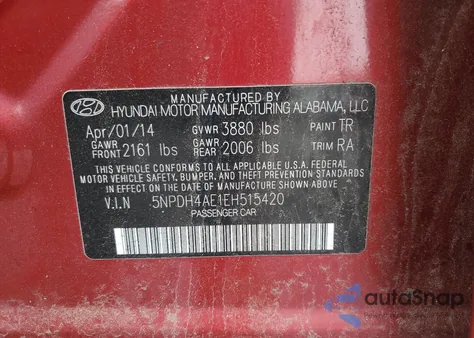 MANUFACTURED BY
HYUNDAI MOTOR MANUFACTURING ALABAMA, LLC
Apr/01/14 GVWR 3880 lbs PAINT TR
GAWR FRONT 2161 lbs GAWR REAR 2006 lbs TRIM RA
THIS VEHICLE CONFORMS TO ALL APPLICABLE U.S.A. FEDERAL
MOTOR VEHICLE SAFETY, BUMPER, AND THEFT PREVENTION STANDARDS
IN EFFECT ON THE DATE OF MANUFACTURE SHOWN ABOVE.
V.I.N 5NPDH4AE1EH515420
PASSENGER CAR
autoSnap